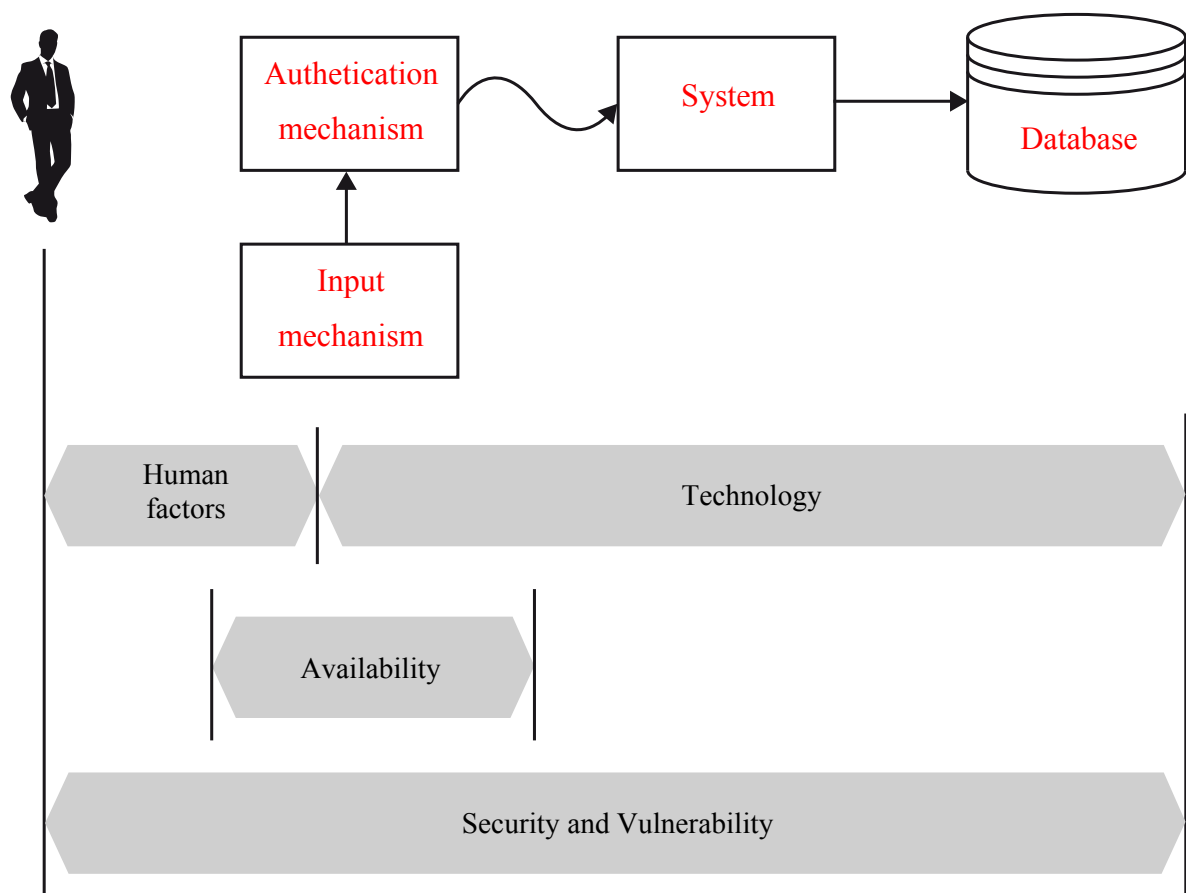 Authetication
mechanism
System
Database
Input
mechanism
Human
factors
Technology
Availability
Security and Vulnerability